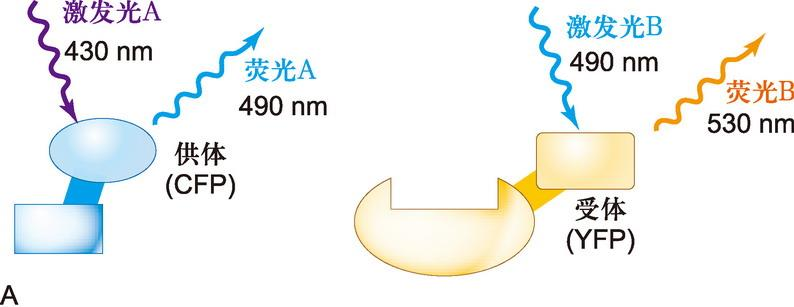 激发光A
430 nm
荧光A
490 nm
供体
(CFP)
激发光B
490 nm
荧光B
530 nm
受体
(YFP)
A